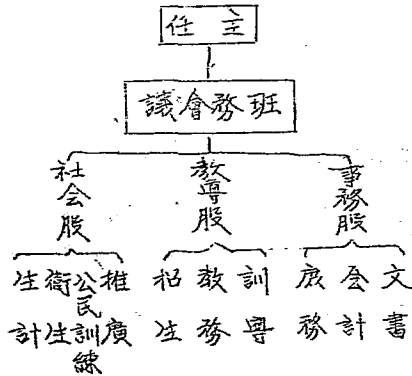 主任
班務會議
事務股
教導股
社会股
文書
会計
庶務
訓導
教務
招生
推廣
公民訓練
衛生
生計